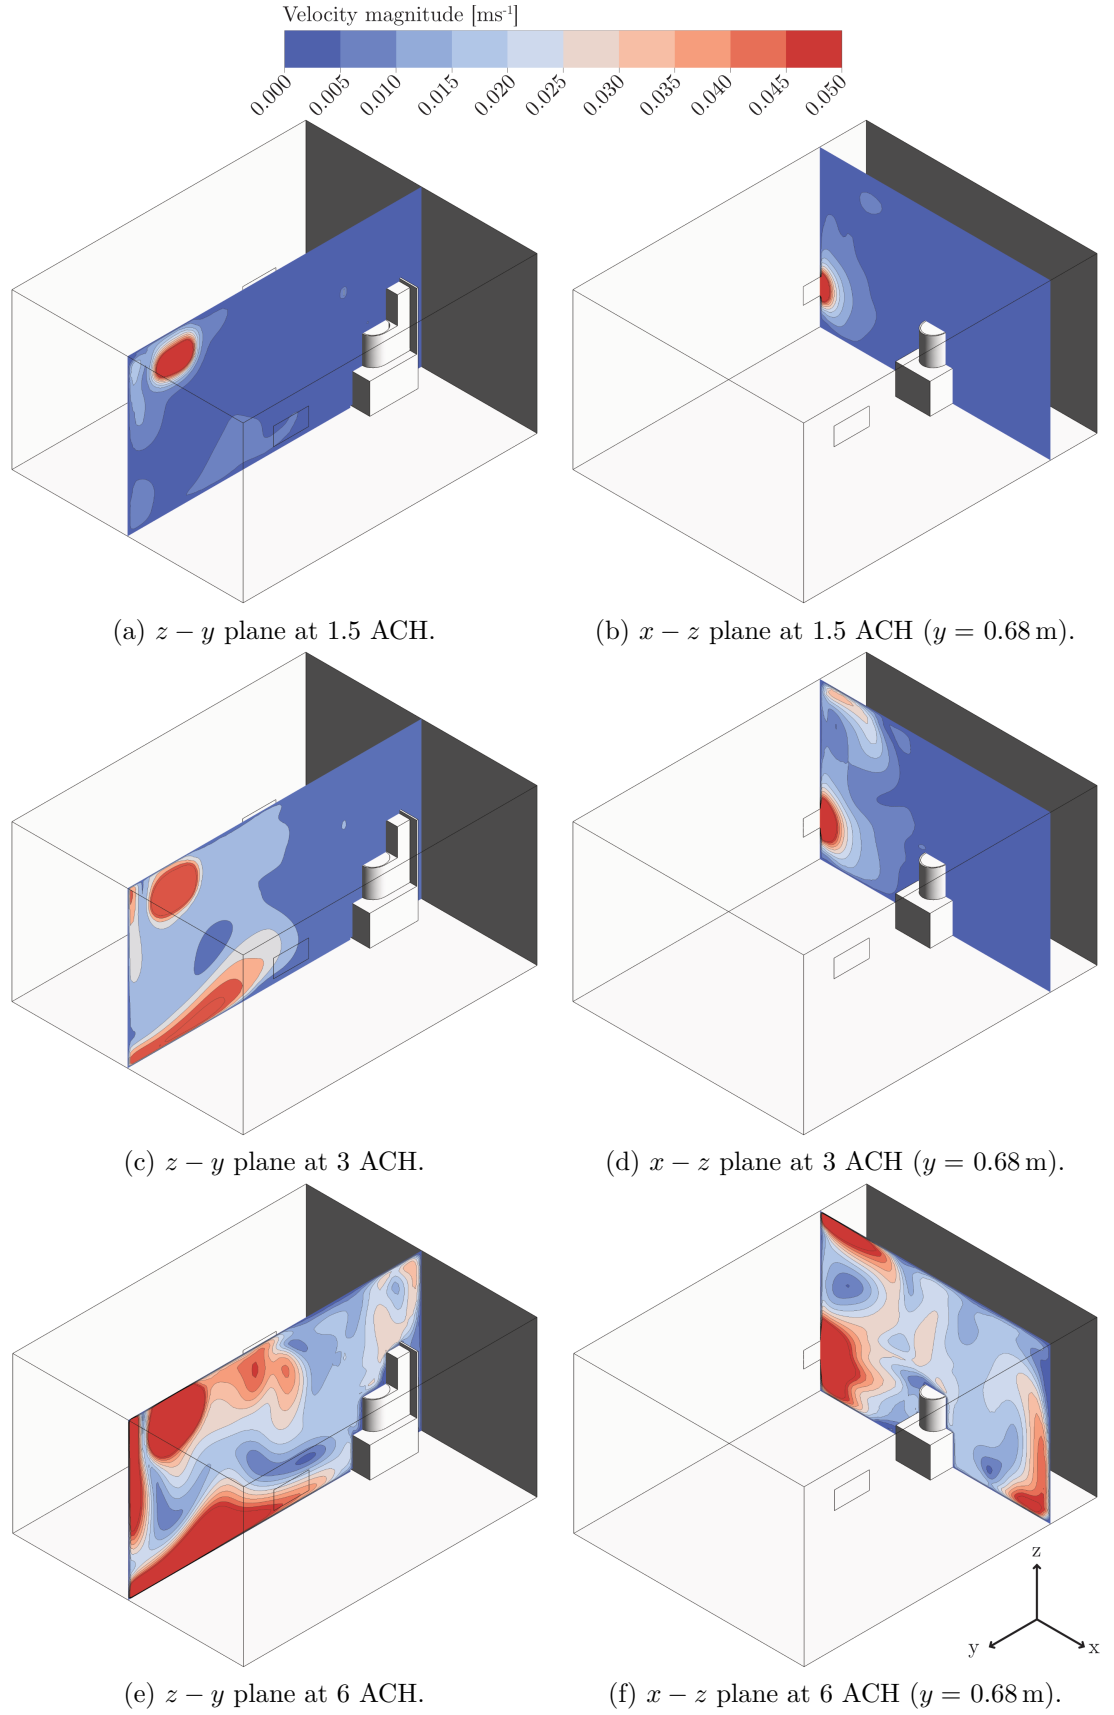 Velocity magnitude [ms⁻¹]
0.000 0.005 0.010 0.015 0.020 0.025 0.030 0.035 0.040 0.045 0.050
(a) z − y plane at 1.5 ACH.
(b) x − z plane at 1.5 ACH (y = 0.68 m).
(c) z − y plane at 3 ACH.
(d) x − z plane at 3 ACH (y = 0.68 m).
z
y
x
(e) z − y plane at 6 ACH.
(f) x − z plane at 6 ACH (y = 0.68 m).